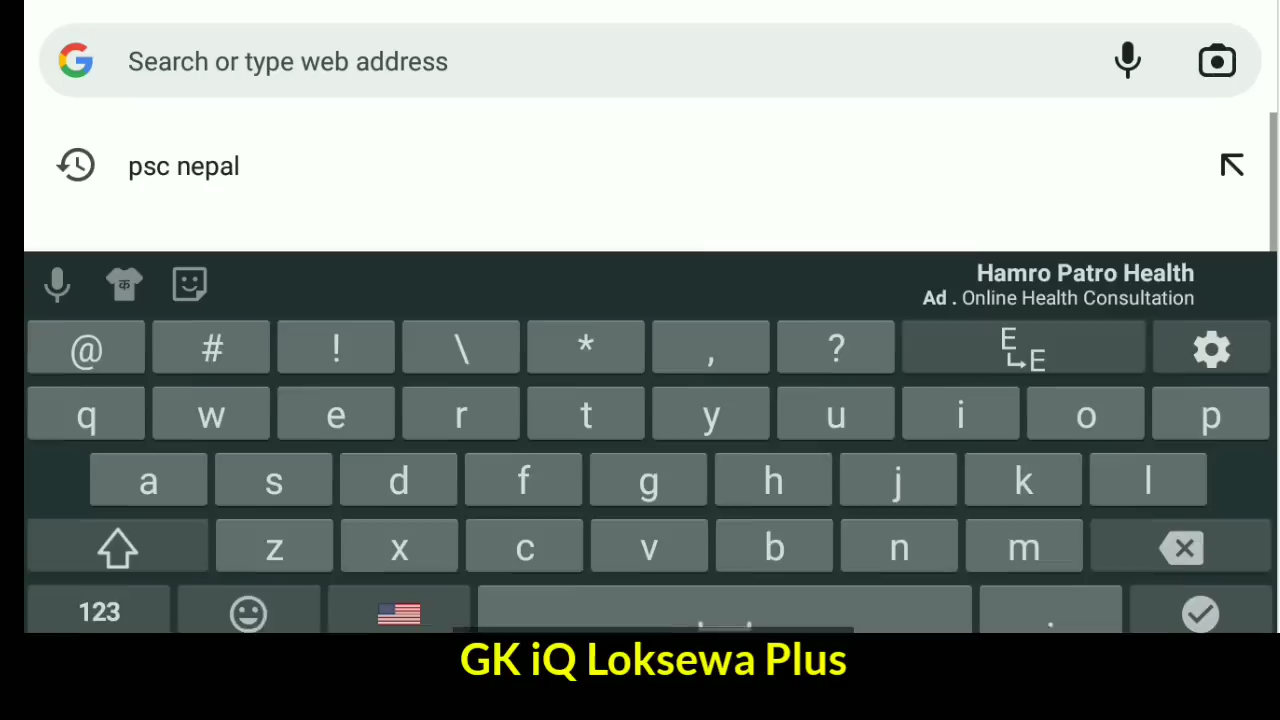 Search or type web address
psc nepal
Hamro Patro Health
Ad . Online Health Consultation
क
@ # ! \ * , ? E E
q w e r t y u i o p
a s d f g h j k l
z x c v b n m
123 .
GK iQ Loksewa Plus